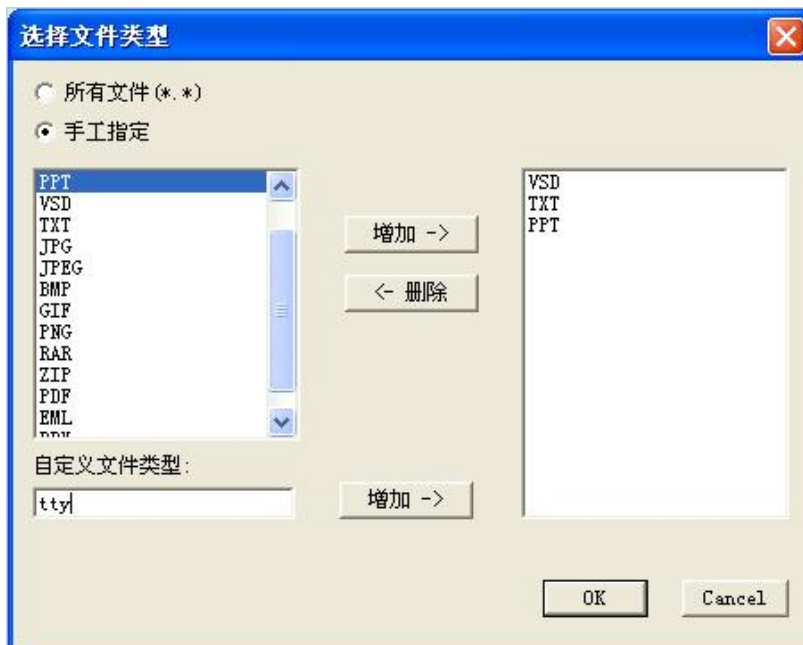 选择文件类型
所有文件(*.*)
手工指定
PPT
VSD
TXT
JPG
JPEG
BMP
GIF
PNG
RAR
ZIP
PDF
EML
增加 ->
<- 删除
VSD
TXT
PPT
自定义文件类型:
tty
增加 ->
OK
Cancel